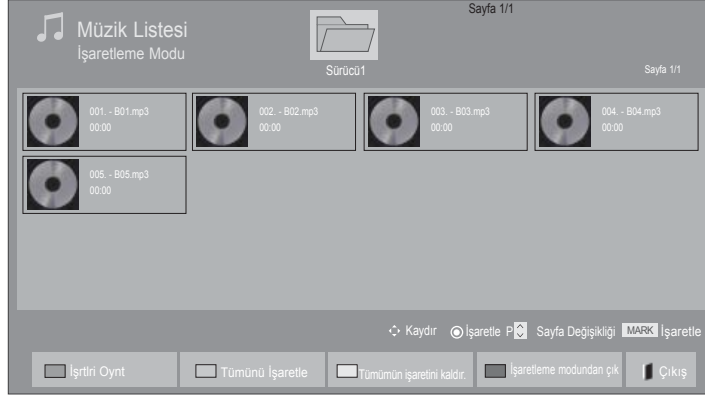 Sayfa 1/1
Müzik Listesi
İşaretleme Modu
Sürücü1
Sayfa 1/1
001. - B01.mp3
00:00
002. - B02.mp3
00:00
003. - B03.mp3
00:00
004. - B04.mp3
00:00
005. - B05.mp3
00:00
Kaydır İşaretle P Sayfa Değişikliği MARK İşaretle
İşrtlri Oynt
Tümünü İşaretle
Tümümün işaretini kaldır.
İşaretleme modundan çık
Çıkış